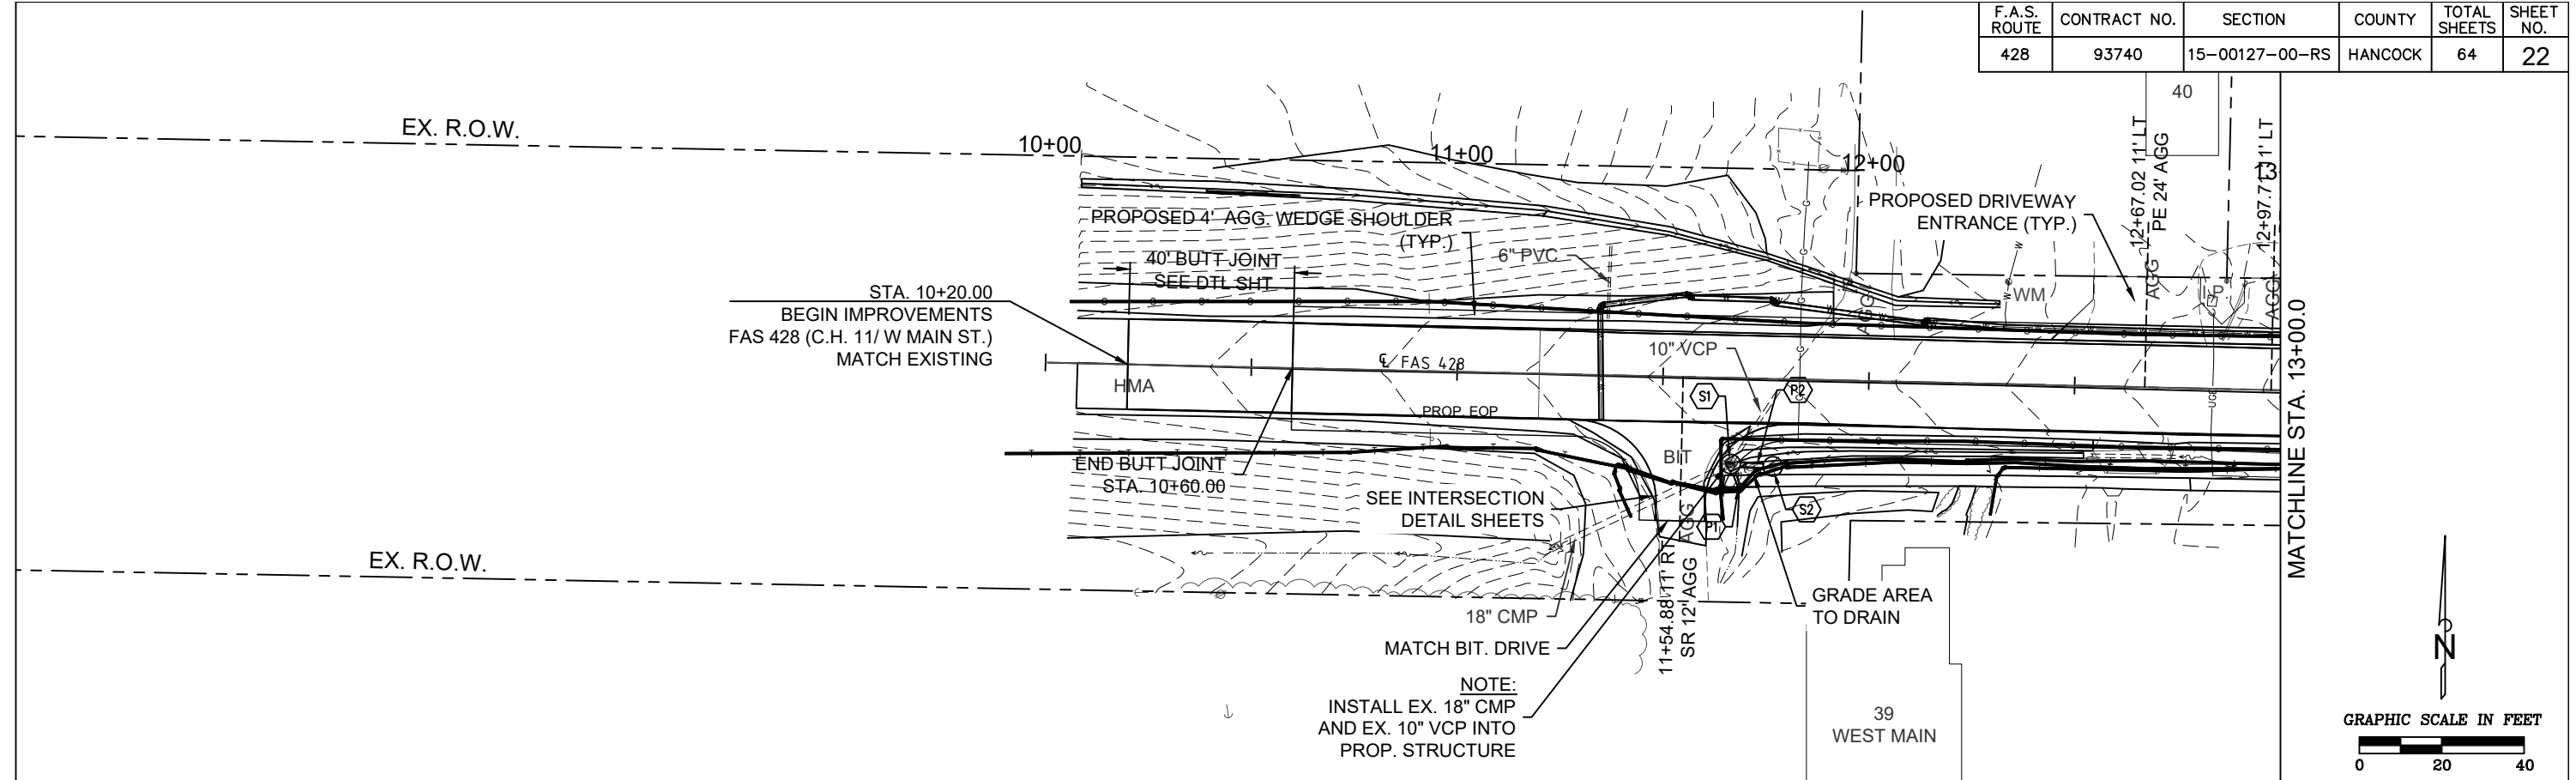 F.A.S. ROUTE
CONTRACT NO.
SECTION
COUNTY
TOTAL SHEETS
SHEET NO.
428
93740
15-00127-00-RS
HANCOCK
64
22
EX. R.O.W.
10+00
11+00
12+00
13
40
PROPOSED 4' AGG. WEDGE SHOULDER
(TYP.)
40' BUTT JOINT
SEE DTL SHT
6" PVC
PROPOSED DRIVEWAY
ENTRANCE (TYP.)
12+67.02 11' LT
AGG PE 24' AGG
12+97.71 11' LT
AGG
WM
AGG
STA. 10+20.00
BEGIN IMPROVEMENTS
FAS 428 (C.H. 11/ W MAIN ST.)
MATCH EXISTING
HMA
℄ FAS 428
10" VCP
PROP. EOP
S1
P2
UGE
BIT
END BUTT JOINT
STA. 10+60.00
SEE INTERSECTION
DETAIL SHEETS
P1
S2
AGG
MATCHLINE STA. 13+00.0
EX. R.O.W.
11+54.88 11' RT
SR 12' AGG
GRADE AREA
TO DRAIN
18" CMP
MATCH BIT. DRIVE
NOTE:
INSTALL EX. 18" CMP
AND EX. 10" VCP INTO
PROP. STRUCTURE
39
WEST MAIN
N
GRAPHIC SCALE IN FEET
0 20 40